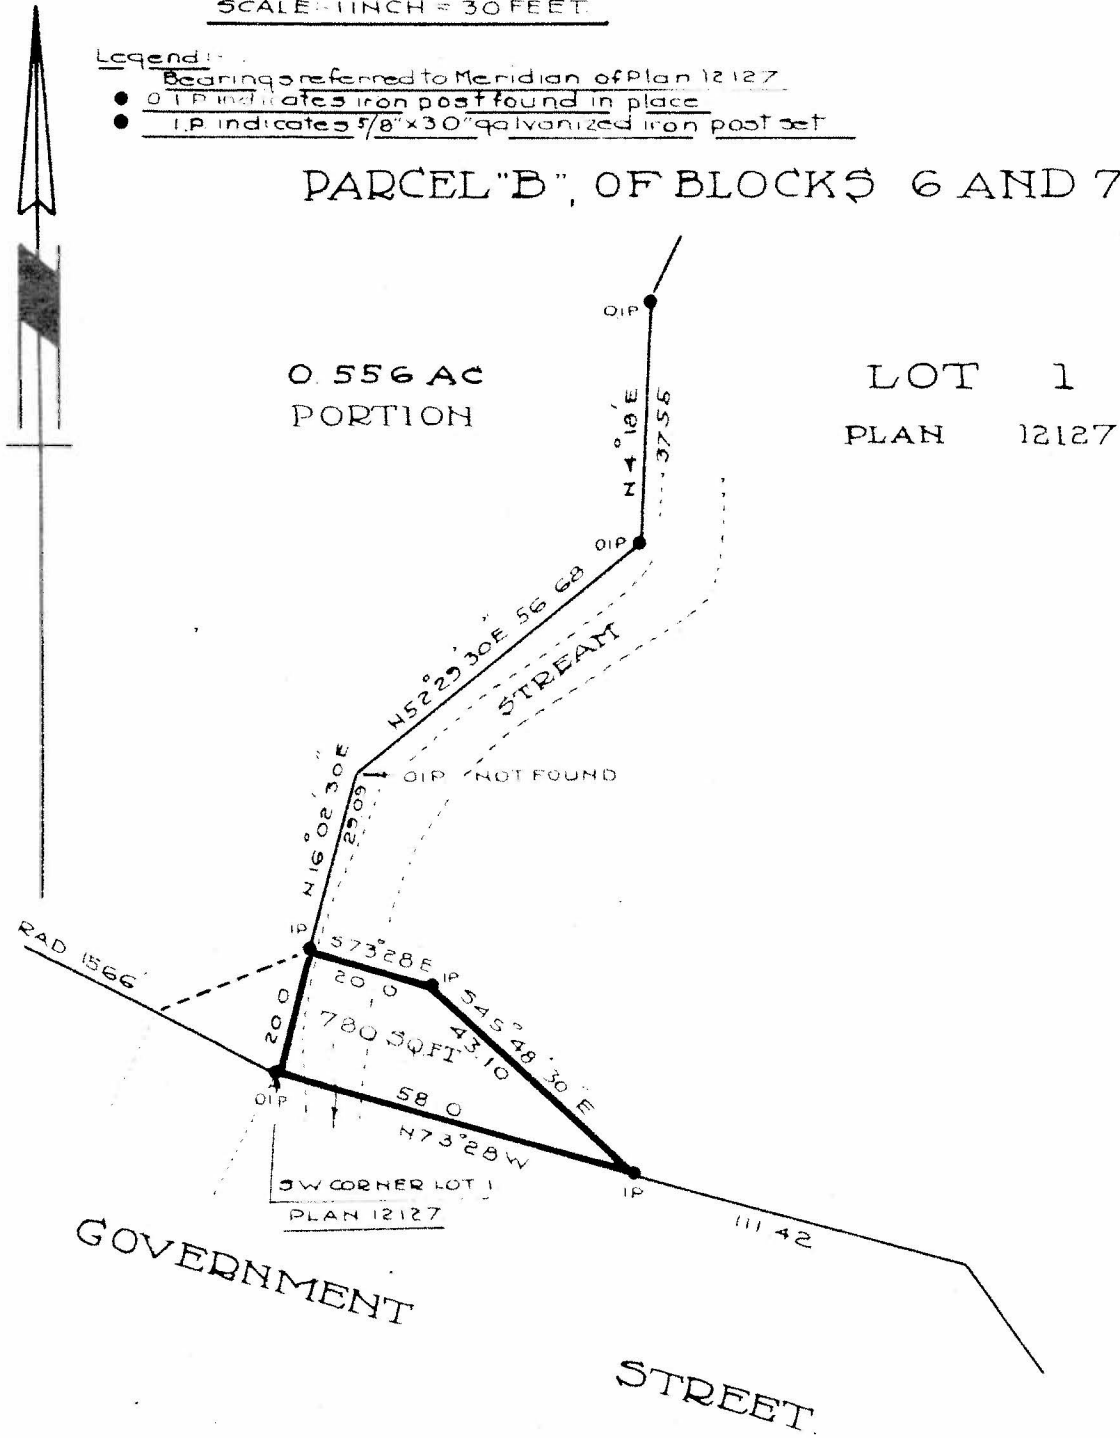 SCALE:- 1 INCH = 30 FEET.
Legend:-
Bearings referred to Meridian of Plan 12127
O I P indicates iron post found in place
I.P. indicates 5/8" x 30" galvanized iron post set
PARCEL "B", OF BLOCKS 6 AND 7
OIP
0.556 AC
PORTION
LOT 1
PLAN 12127
N 4° 18' E
37 55
OIP
N52° 29' 30" E 56 68
STREAM
OIP NOT FOUND
N 16° 02' 30" E
29.09
RAD 1566'
IP
S73° 28 E
20 0
IP
S45° 48' 30" E
43.10
20 0
780 SQ.FT
OIP
58 0
N73° 28 W
IP
SW CORNER LOT 1
PLAN 12127
111 42
GOVERNMENT
STREET.